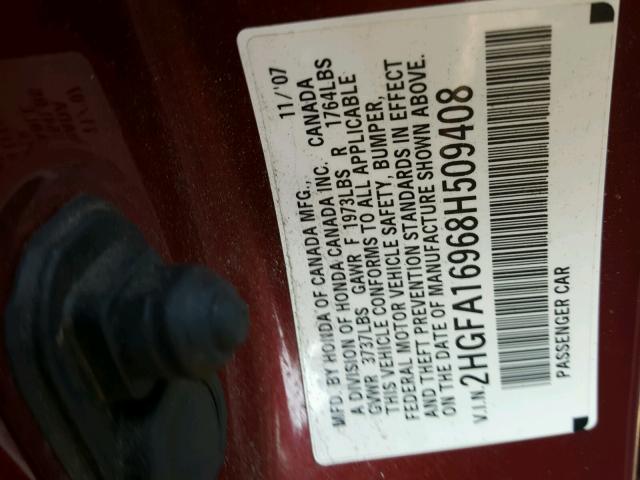 MFD. BY HONDA OF CANADA MFG., 11/'07
A DIVISION OF HONDA CANADA INC. CANADA
GVWR 3737LBS GAWR F 1973LBS R 1764LBS
THIS VEHICLE CONFORMS TO ALL APPLICABLE
FEDERAL MOTOR VEHICLE SAFETY, BUMPER,
AND THEFT PREVENTION STANDARDS IN EFFECT
ON THE DATE OF MANUFACTURE SHOWN ABOVE.
V.I.N. 2HGFA16968H509408
PASSENGER CAR